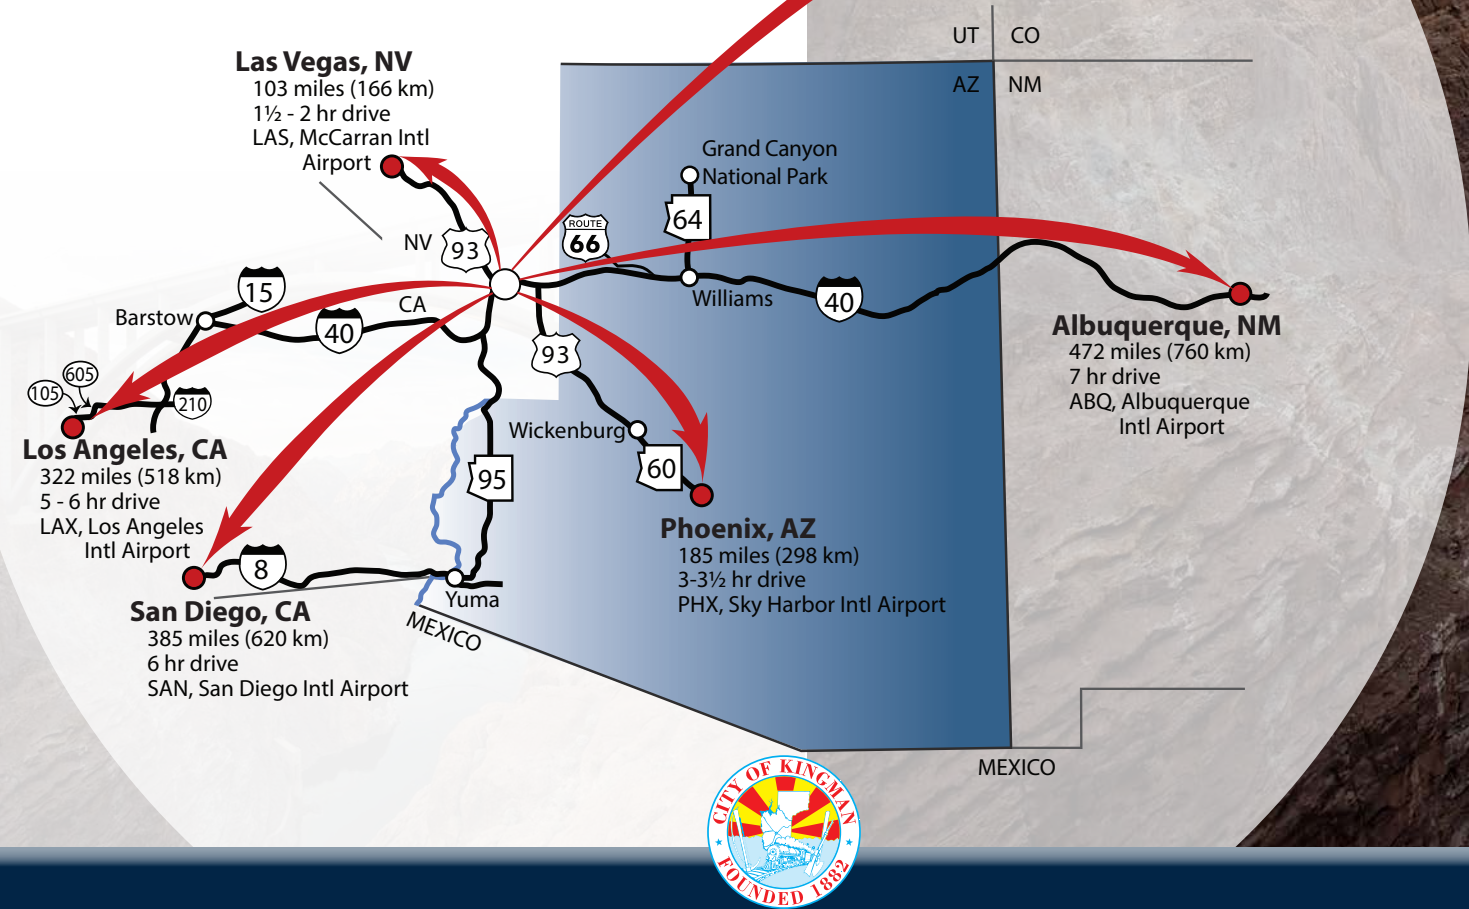 UT
CO
AZ
NM
Las Vegas, NV
103 miles (166 km)
1½ - 2 hr drive
LAS, McCarran Intl
Airport
Grand Canyon
National Park
64
ROUTE
66
NV
93
15
CA
Barstow
40
Williams
40
Albuquerque, NM
472 miles (760 km)
7 hr drive
ABQ, Albuquerque
Intl Airport
93
605
105
210
Los Angeles, CA
322 miles (518 km)
5 - 6 hr drive
LAX, Los Angeles
Intl Airport
Wickenburg
60
95
Phoenix, AZ
185 miles (298 km)
3-3½ hr drive
PHX, Sky Harbor Intl Airport
8
Yuma
San Diego, CA
385 miles (620 km)
6 hr drive
SAN, San Diego Intl Airport
MEXICO
MEXICO
CITY OF KINGMAN
FOUNDED 1882